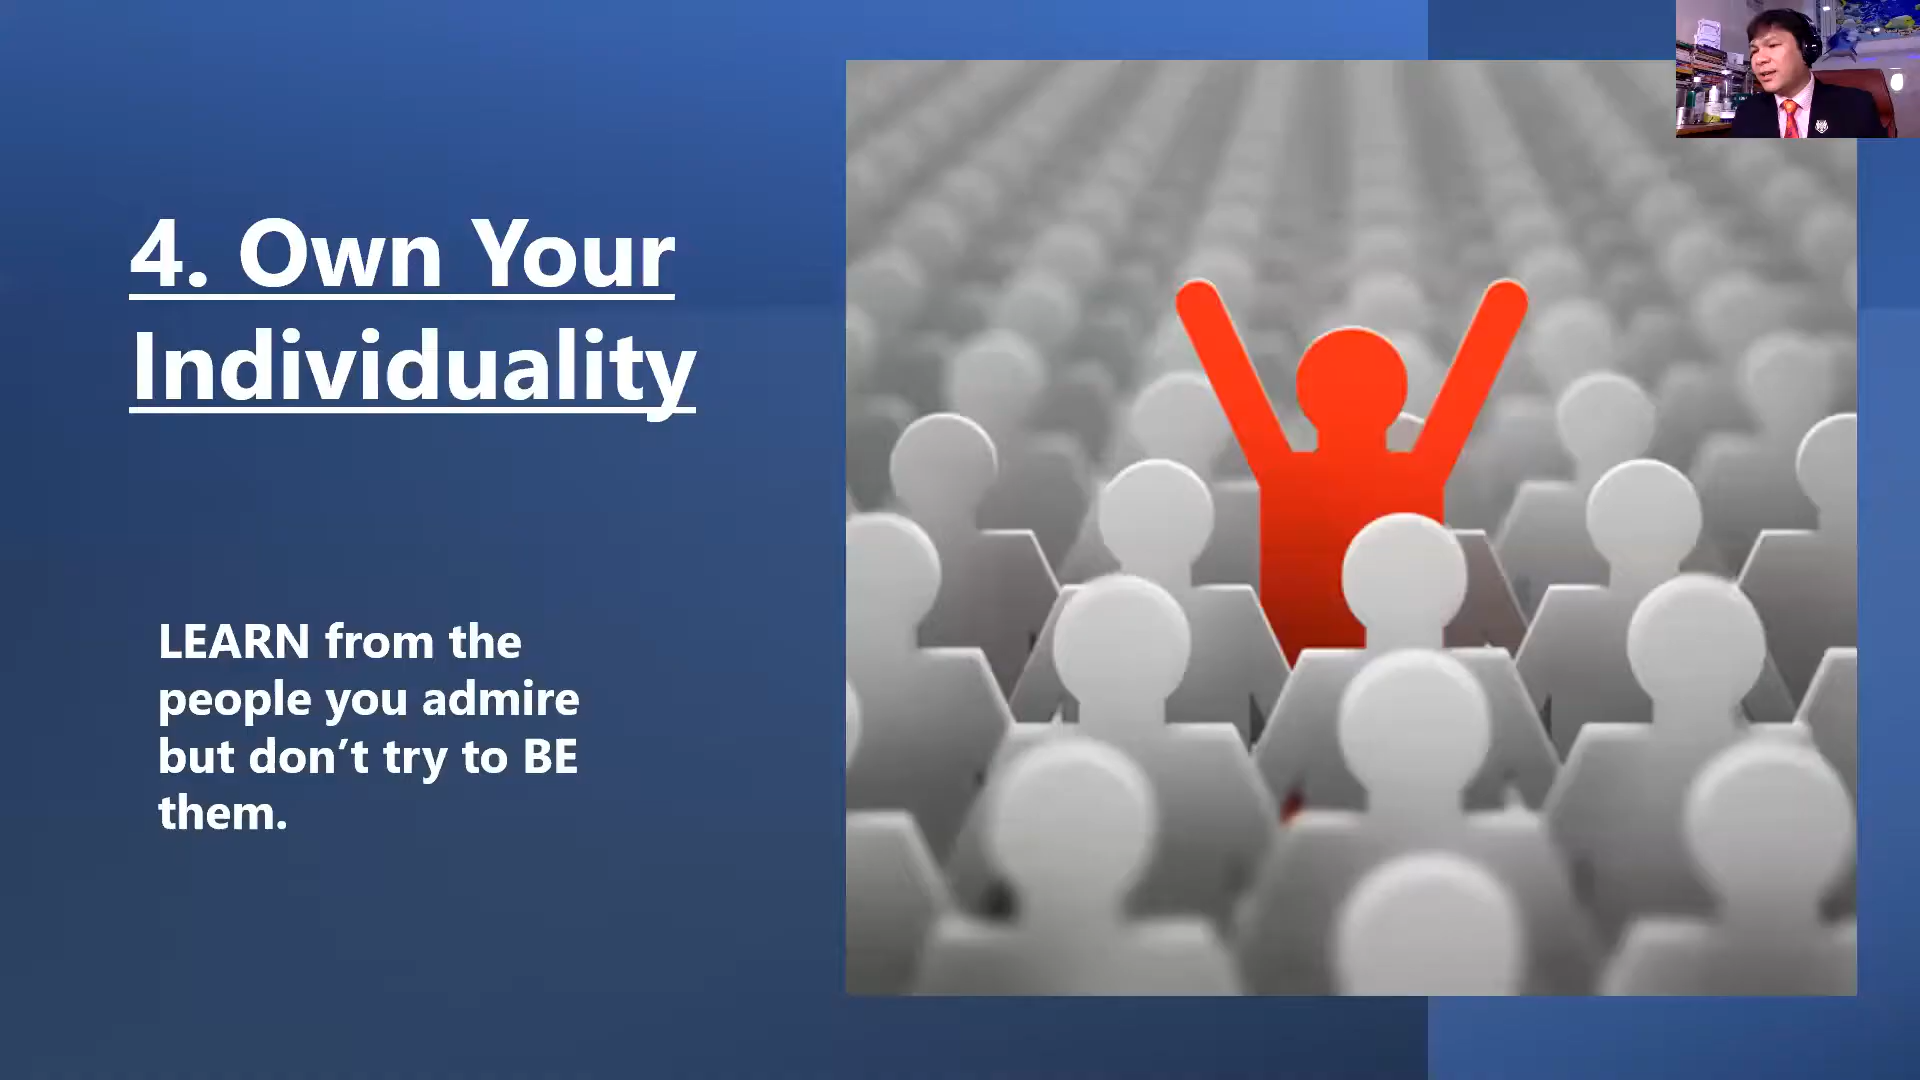 4. Own Your
Individuality
LEARN from the
people you admire
but don’t try to BE
them.